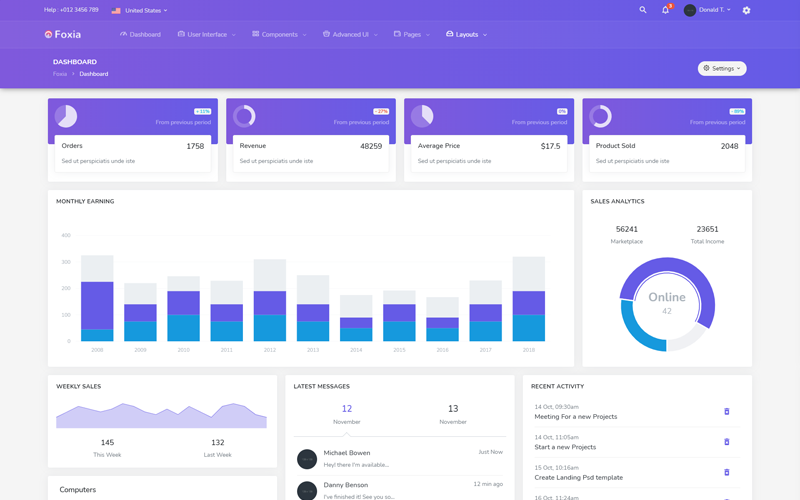 Help : +012 3456 789
United States
3
Donald T.
Foxia
Dashboard
User Interface
Components
Advanced UI
Pages
Layouts
DASHBOARD
Foxia
Dashboard
Settings
+ 11%
From previous period
Orders
1758
Sed ut perspiciatis unde iste
- 27%
From previous period
Revenue
48259
Sed ut perspiciatis unde iste
0%
From previous period
Average Price
$17.5
Sed ut perspiciatis unde iste
From previous period
Product Sold
2048
Sed ut perspiciatis unde iste
MONTHLY EARNING
400
300
200
100
0
2008 2009 2010 2011 2012 2013 2014 2015 2016 2017 2018
SALES ANALYTICS
56241 23651
Marketplace Total Income
Online
42
WEEKLY SALES
145 132
This Week Last Week
Computers
LATEST MESSAGES
12 13
November November
Michael Bowen Just Now
Hey! there I'm available...
Danny Benson 12 min ago
I've finished it! See you so...
RECENT ACTIVITY
14 Oct, 09:30am
Meeting For a new Projects
14 Oct, 11:05am
Start a new Projects
15 Oct, 10:16am
Create Landing Psd template
16 Oct, 11:24am